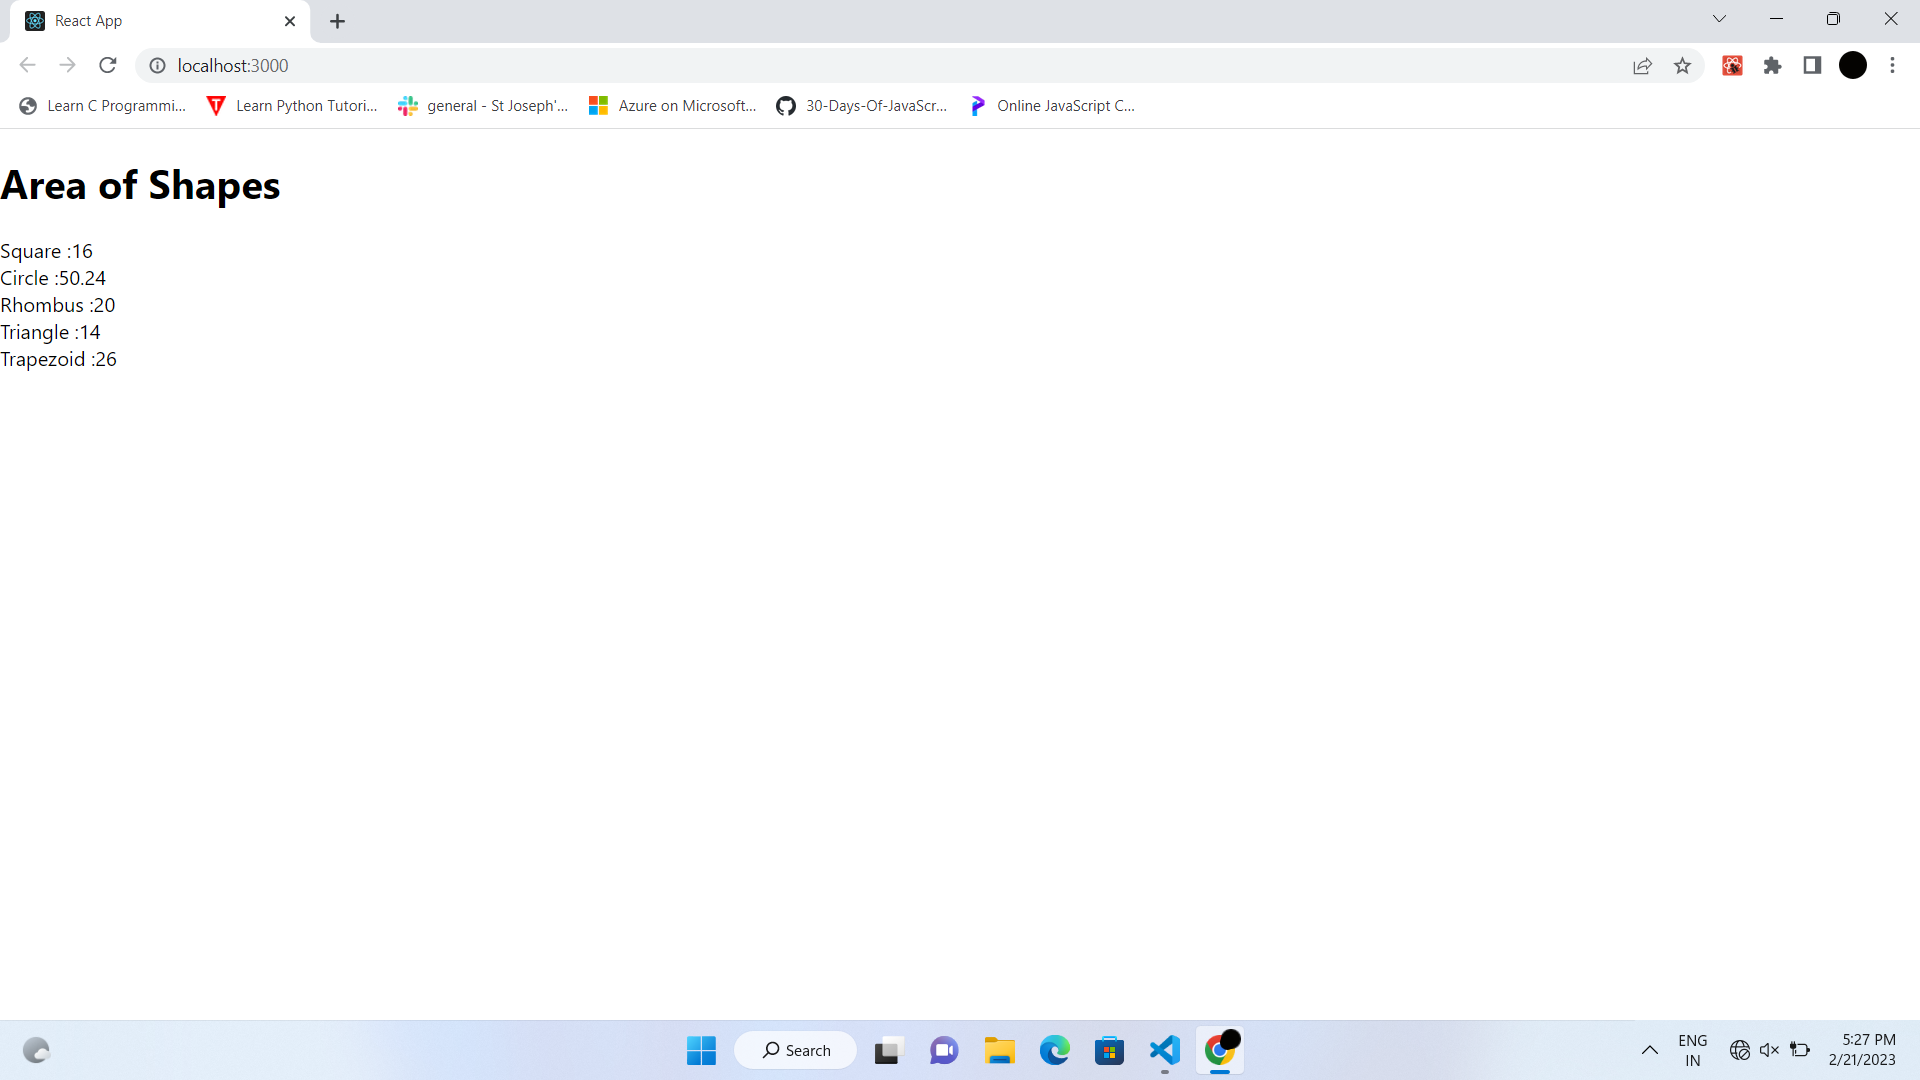 React App
localhost:3000
Learn C Programmi...
Learn Python Tutori...
general - St Joseph'...
Azure on Microsoft...
30-Days-Of-JavaScr...
Online JavaScript C...
Area of Shapes
Square :16
Circle :50.24
Rhombus :20
Triangle :14
Trapezoid :26
Search
ENG
IN
5:27 PM
2/21/2023